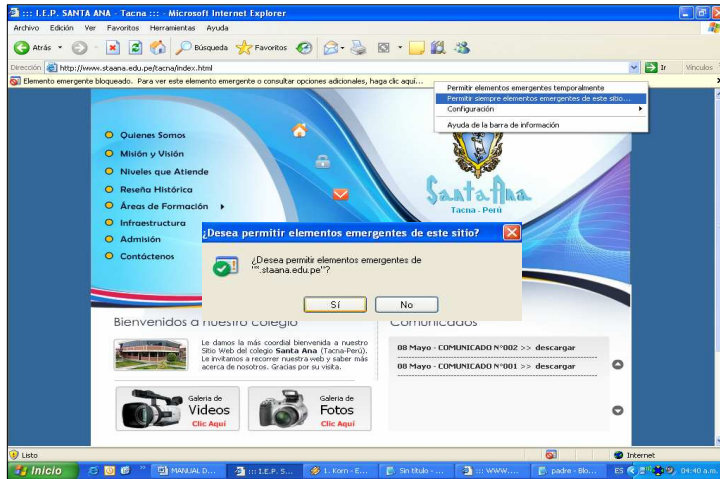 ::: I.E.P. SANTA ANA - Tacna ::: - Microsoft Internet Explorer
Archivo Edición Ver Favoritos Herramientas Ayuda
Atrás Búsqueda Favoritos
Dirección http://www.staana.edu.pe/tacna/index.html Ir Vínculos
Elemento emergente bloqueado. Para ver este elemento emergente o consultar opciones adicionales, haga clic aquí...
Permitir elementos emergentes temporalmente
Permitir siempre elementos emergentes de este sitio...
Configuración
Ayuda de la barra de información
Quienes Somos
Misión y Visión
Niveles que Atiende
Reseña Histórica
Áreas de Formación
Infraestructura
Admisión
Contáctenos
Santa Ana
Tacna - Perú
¿Desea permitir elementos emergentes de este sitio?
¿Desea permitir elementos emergentes de
"*.staana.edu.pe"?
Sí No
Bienvenidos a nuestro colegio
Le damos la más coordial bienvenida a nuestro
Sitio Web del colegio Santa Ana (Tacna-Perú).
Le invitamos a recorrer nuestra web y saber más
acerca de nosotros. Gracias por su visita.
Comunicados
08 Mayo - COMUNICADO N°002 >> descargar
08 Mayo - COMUNICADO N°001 >> descargar
Galeria de
Videos
Clic Aquí
Galeria de
Fotos
Clic Aquí
Listo Internet
Inicio MANUAL D... ::: I.E.P. S... 1. Korn - E... Sin título - ... ::: WWW.... padre - Blo... ES 04:40 a.m.